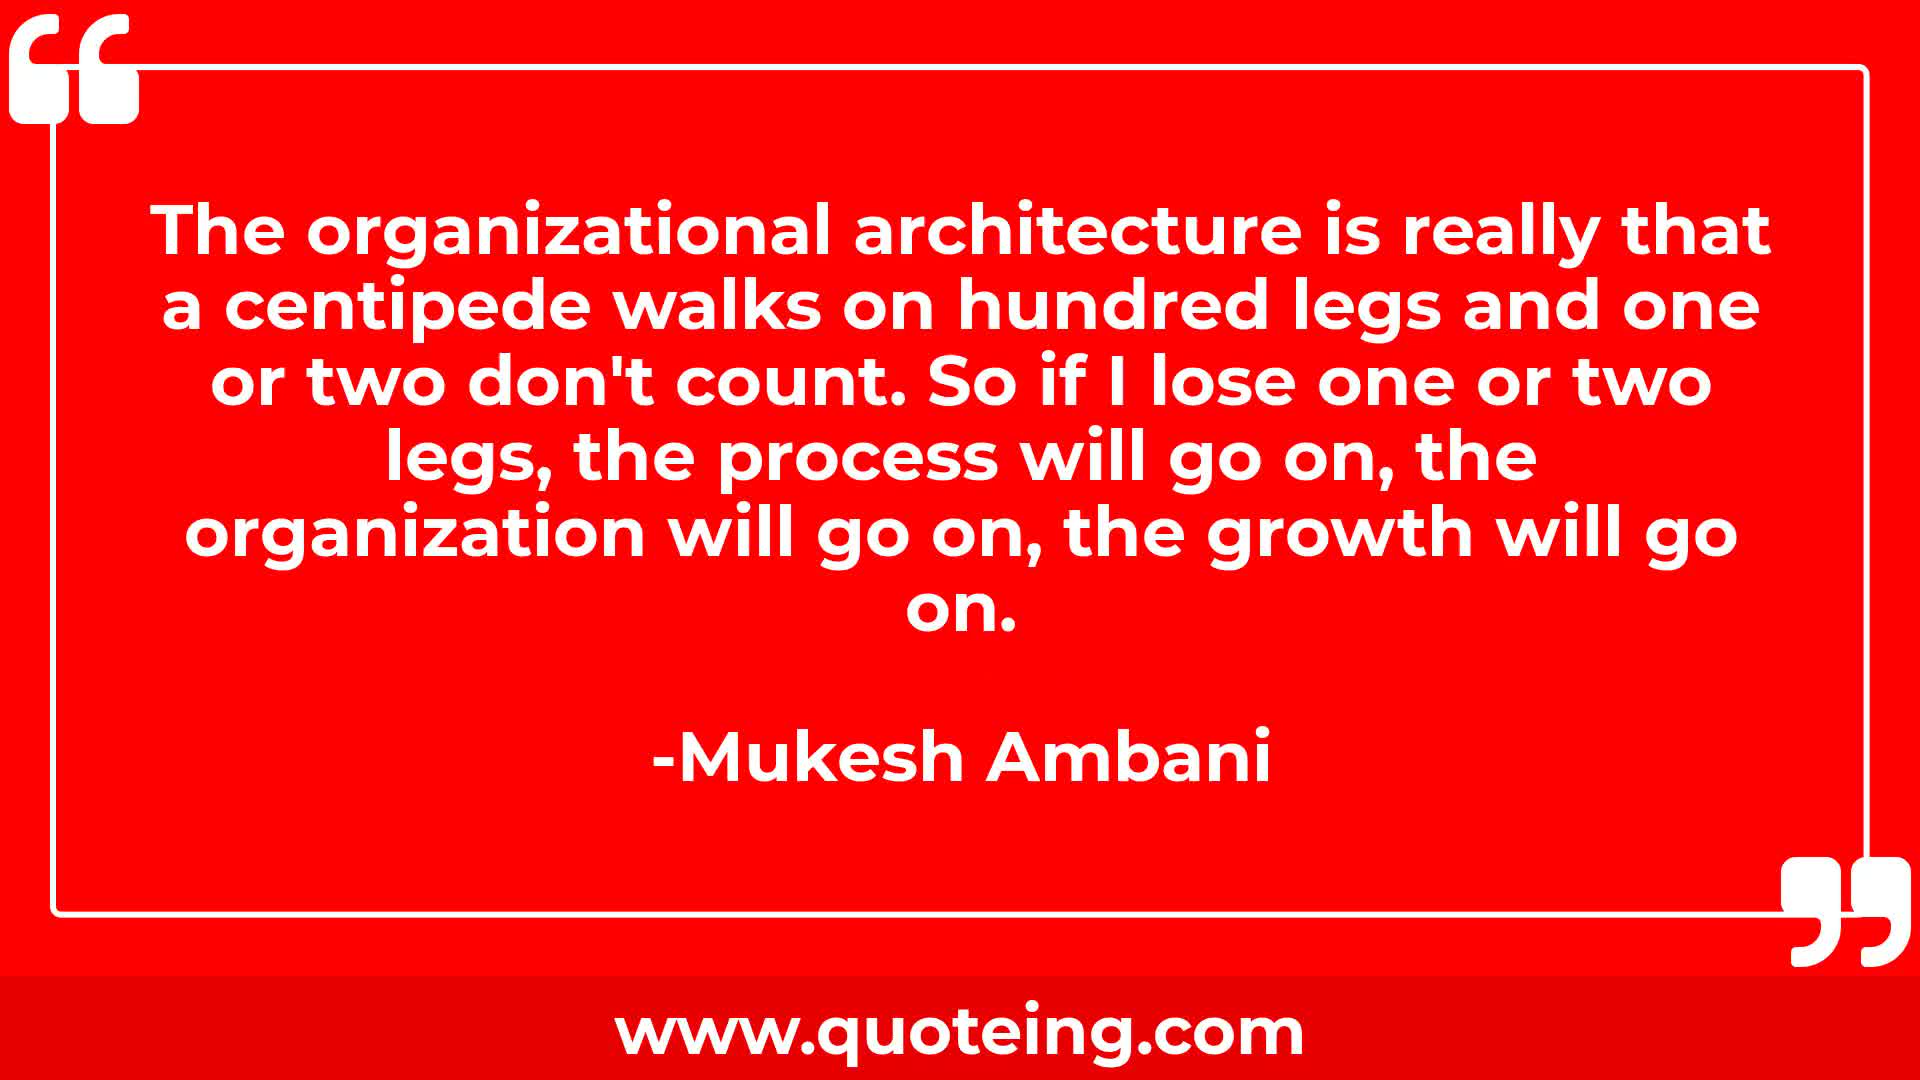 The organizational architecture is really that
a centipede walks on hundred legs and one
or two don't count. So if I lose one or two
legs, the process will go on, the
organization will go on, the growth will go
on.
-Mukesh Ambani
www.quoteing.com